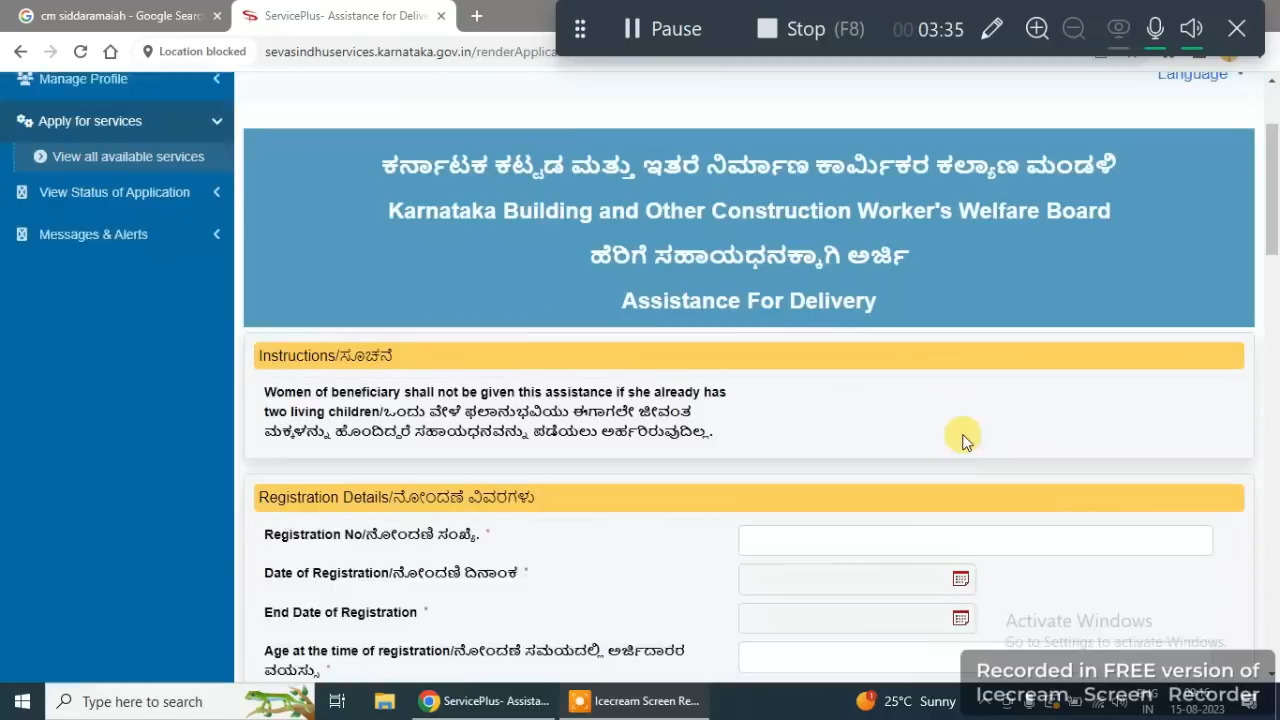 cm siddaramaiah - Google Sear
ServicePlus- Assistance for Delive
Pause
Stop (F8)
00 03:35
Location blocked
sevasindhuservices.karnataka.gov.in/renderApplica
Manage Profile
Language
Apply for services
View all available services
View Status of Application
Messages & Alerts
ಕರ್ನಾಟಕ ಕಟ್ಟಡ ಮತ್ತು ಇತರೆ ನಿರ್ಮಾಣ ಕಾರ್ಮಿಕರ ಕಲ್ಯಾಣ ಮಂಡಳಿ
Karnataka Building and Other Construction Worker's Welfare Board
ಹೆರಿಗೆ ಸಹಾಯಧನಕ್ಕಾಗಿ ಅರ್ಜಿ
Assistance For Delivery
Instructions/ಸೂಚನೆ
Women of beneficiary shall not be given this assistance if she already has
two living children/ಒಂದು ವೇಳೆ ಫಲಾನುಭವಿಯು ಈಗಾಗಲೇ ಜೀವಂತ
ಮಕ್ಕಳನ್ನು ಹೊಂದಿದ್ದರೆ ಸಹಾಯಧನವನ್ನು ಪಡೆಯಲು ಅರ್ಹರಿರುವುದಿಲ್ಲ.
Registration Details/ನೋಂದಣಿ ವಿವರಗಳು
Registration No/ನೋಂದಣಿ ಸಂಖ್ಯೆ. *
Date of Registration/ನೋಂದಣಿ ದಿನಾಂಕ *
End Date of Registration *
Age at the time of registration/ನೋಂದಣಿ ಸಮಯದಲ್ಲಿ ಅರ್ಜಿದಾರರ
ವಯಸ್ಸು *
Activate Windows
Go to Settings to activate Windows.
Recorded in FREE version of
Icecream Screen Recorder
Type here to search
ServicePlus- Assista...
Icecream Screen Re...
1
25°C Sunny
ENG
IN
15-08-2023